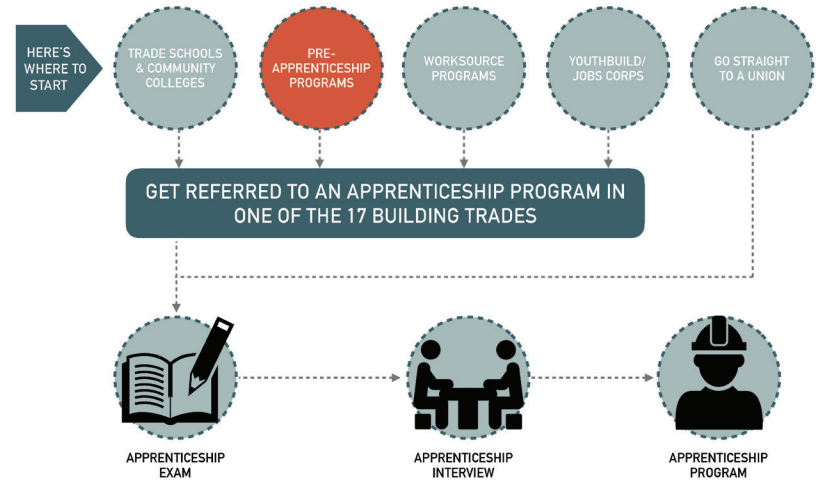 HERE'S
WHERE TO
START
TRADE SCHOOLS
& COMMUNITY
COLLEGES
PRE-
APPRENTICESHIP
PROGRAMS
WORKSOURCE
PROGRAMS
YOUTHBUILD/
JOBS CORPS
GO STRAIGHT
TO A UNION
GET REFERRED TO AN APPRENTICESHIP PROGRAM IN
ONE OF THE 17 BUILDING TRADES
APPRENTICESHIP
EXAM
APPRENTICESHIP
INTERVIEW
APPRENTICESHIP
PROGRAM